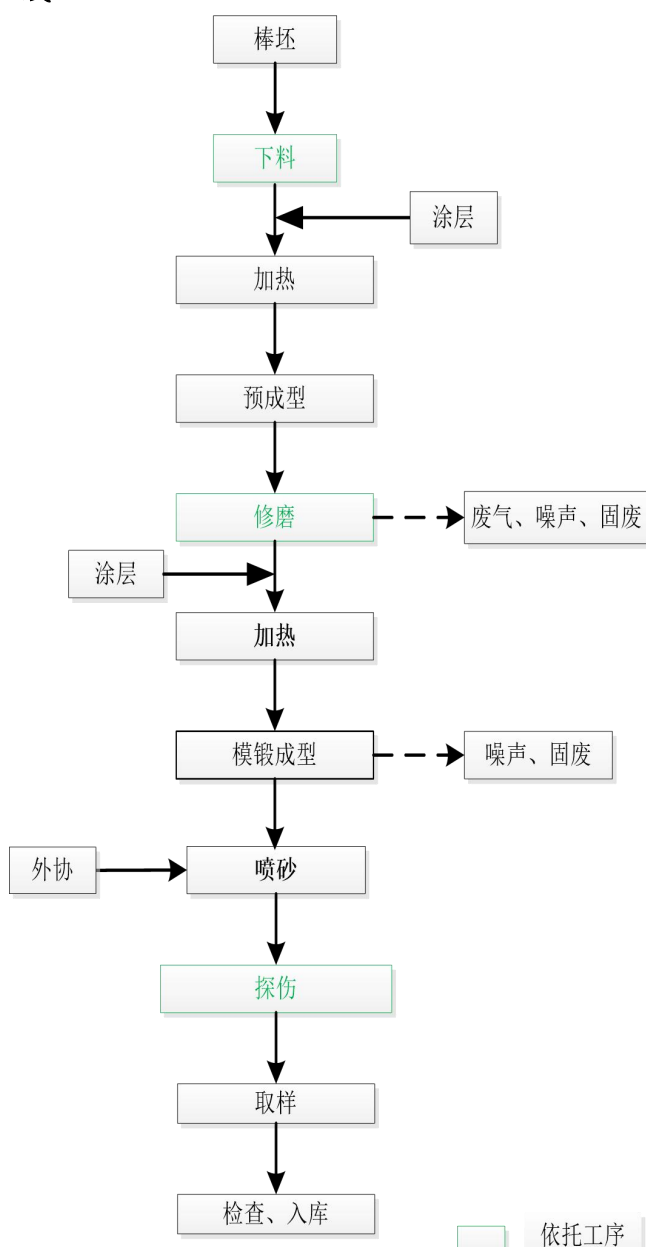 棒坯
下料
涂层
加热
预成型
修磨
废气、噪声、固废
涂层
加热
模锻成型
噪声、固废
外协
喷砂
探伤
取样
检查、入库
依托工序